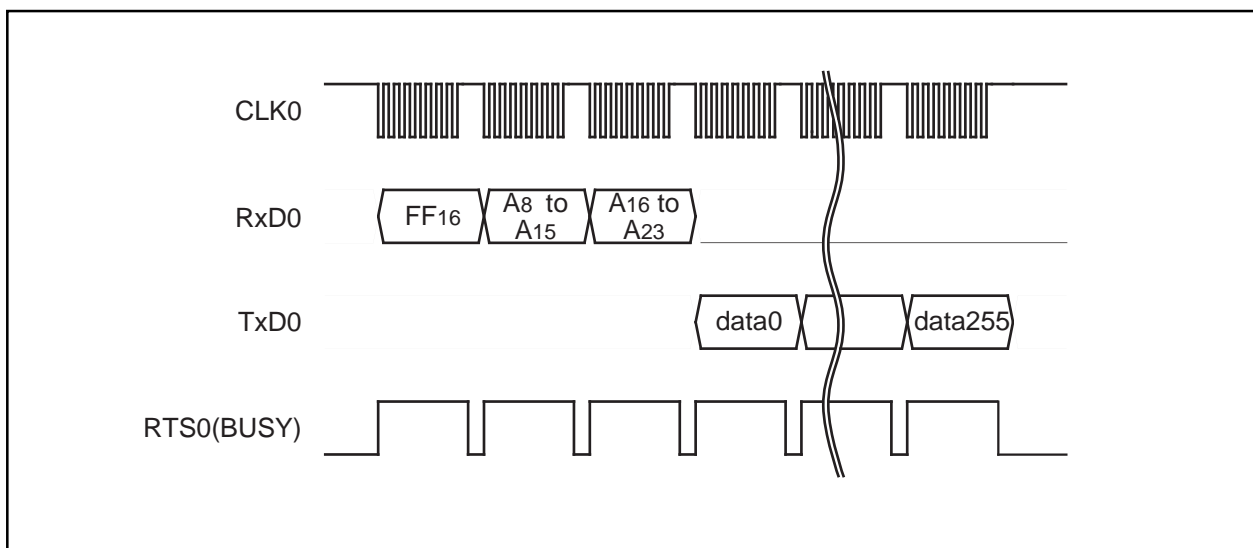 CLK0
RxD0
FF16
A8 to
A15
A16 to
A23
TxD0
data0
data255
RTS0(BUSY)